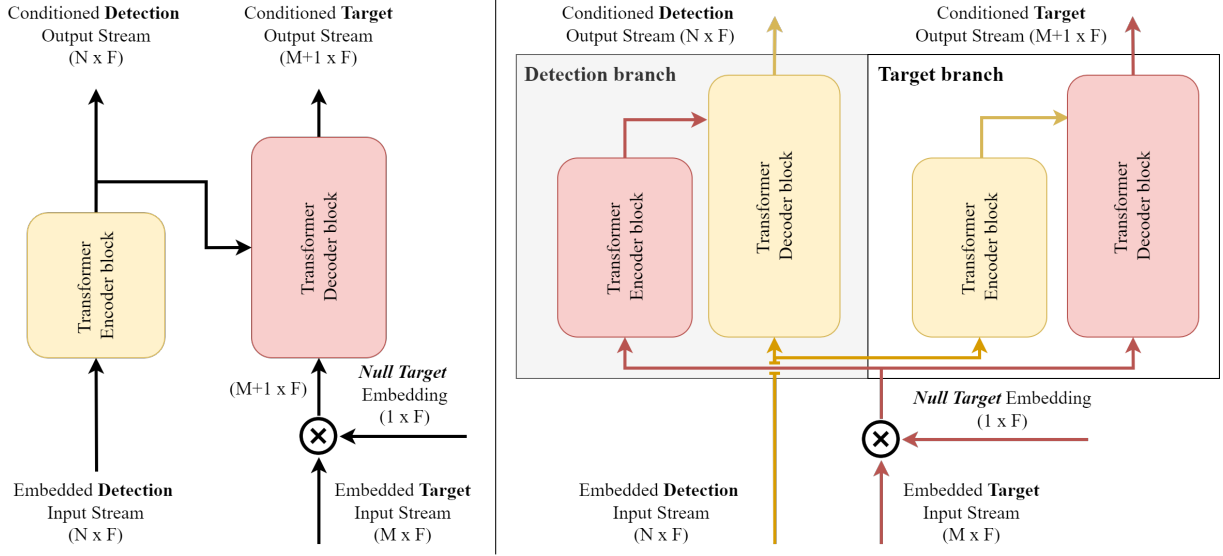 Conditioned Detection
Output Stream
(N x F)
Conditioned Target
Output Stream
(M+1 x F)
Transformer
Encoder block
Transformer
Decoder block
(M+1 x F)
Null Target
Embedding
(1 x F)
Embedded Detection
Input Stream
(N x F)
Embedded Target
Input Stream
(M x F)
Conditioned Detection
Output Stream (N x F)
Conditioned Target
Output Stream (M+1 x F)
Detection branch
Target branch
Transformer
Encoder block
Transformer
Decoder block
Transformer
Encoder block
Transformer
Decoder block
Null Target Embedding
(1 x F)
Embedded Detection
Input Stream
(N x F)
Embedded Target
Input Stream
(M x F)